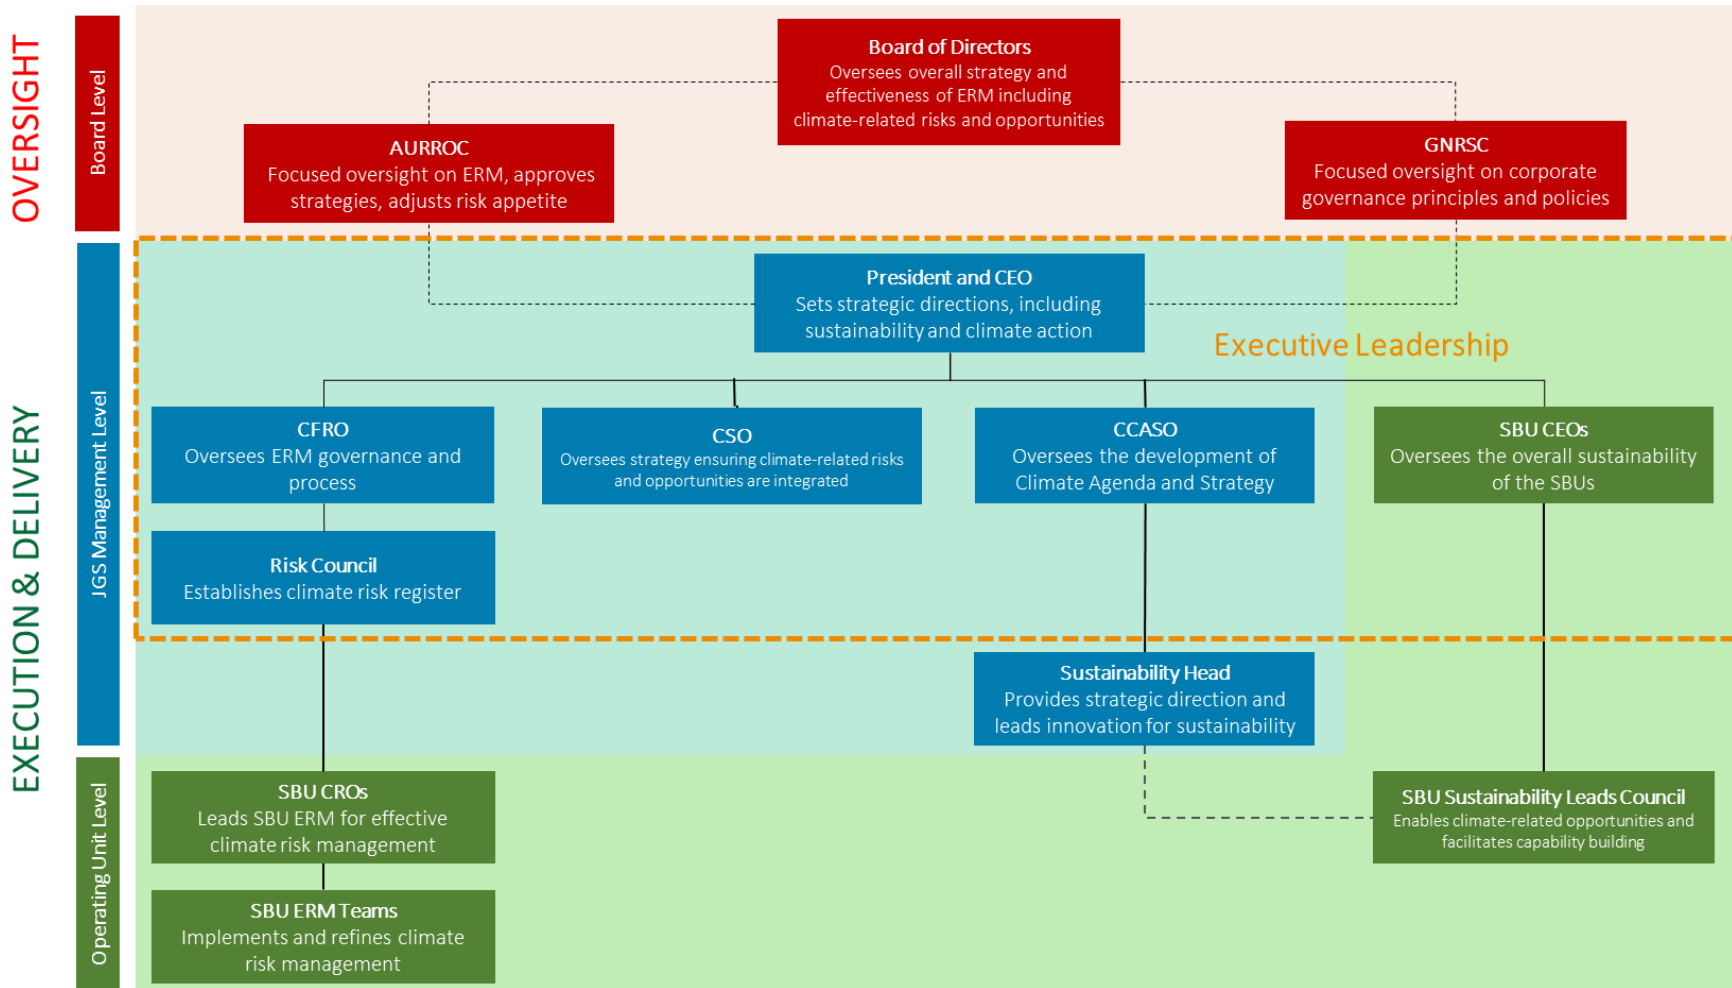 OVERSIGHT
Board Level
Board of Directors
Oversees overall strategy and
effectiveness of ERM including
climate-related risks and opportunities
AURROC
Focused oversight on ERM, approves
strategies, adjusts risk appetite
GNRSC
Focused oversight on corporate
governance principles and policies
EXECUTION & DELIVERY
JGS Management Level
President and CEO
Sets strategic directions, including
sustainability and climate action
Executive Leadership
CFRO
Oversees ERM governance and
process
CSO
Oversees strategy ensuring climate-related risks
and opportunities are integrated
CCASO
Oversees the development of
Climate Agenda and Strategy
SBU CEOs
Oversees the overall sustainability
of the SBUs
Risk Council
Establishes climate risk register
Sustainability Head
Provides strategic direction and
leads innovation for sustainability
Operating Unit Level
SBU CROs
Leads SBU ERM for effective
climate risk management
SBU Sustainability Leads Council
Enables climate-related opportunities and
facilitates capability building
SBU ERM Teams
Implements and refines climate
risk management